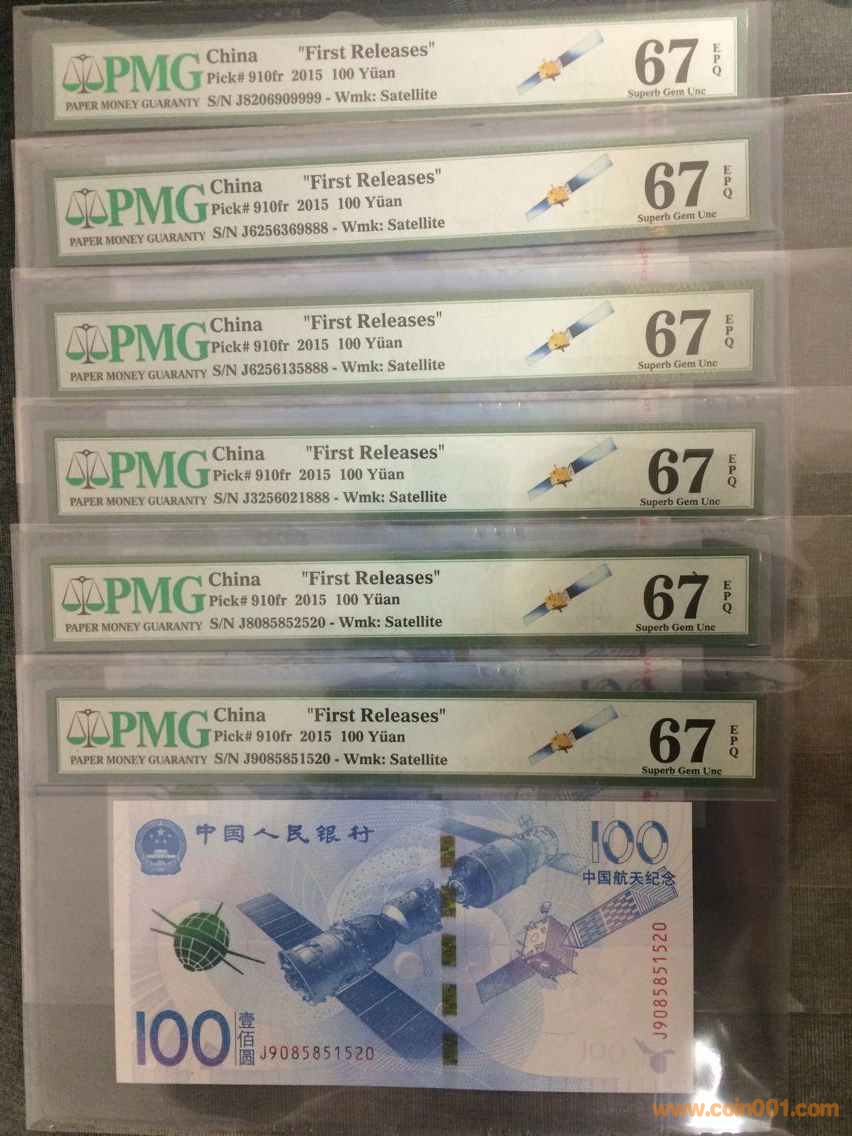 PMG
PAPER MONEY GUARANTY
China "First Releases"
Pick# 910fr 2015 100 Yüan
S/N J8206909999 - Wmk: Satellite
67 EPQ
Superb Gem Unc
PMG
PAPER MONEY GUARANTY
China "First Releases"
Pick# 910fr 2015 100 Yüan
S/N J6256369888 - Wmk: Satellite
67 EPQ
Superb Gem Unc
PMG
PAPER MONEY GUARANTY
China "First Releases"
Pick# 910fr 2015 100 Yüan
S/N J6256135888 - Wmk: Satellite
67 EPQ
Superb Gem Unc
PMG
PAPER MONEY GUARANTY
China "First Releases"
Pick# 910fr 2015 100 Yüan
S/N J3256021888 - Wmk: Satellite
67 EPQ
Superb Gem Unc
PMG
PAPER MONEY GUARANTY
China "First Releases"
Pick# 910fr 2015 100 Yüan
S/N J8085852520 - Wmk: Satellite
67 EPQ
Superb Gem Unc
PMG
PAPER MONEY GUARANTY
China "First Releases"
Pick# 910fr 2015 100 Yüan
S/N J9085851520 - Wmk: Satellite
67 EPQ
Superb Gem Unc
中国人民银行
100
中国航天纪念
J9085851520
100
壹佰圆
J9085851520
www.coin001.com